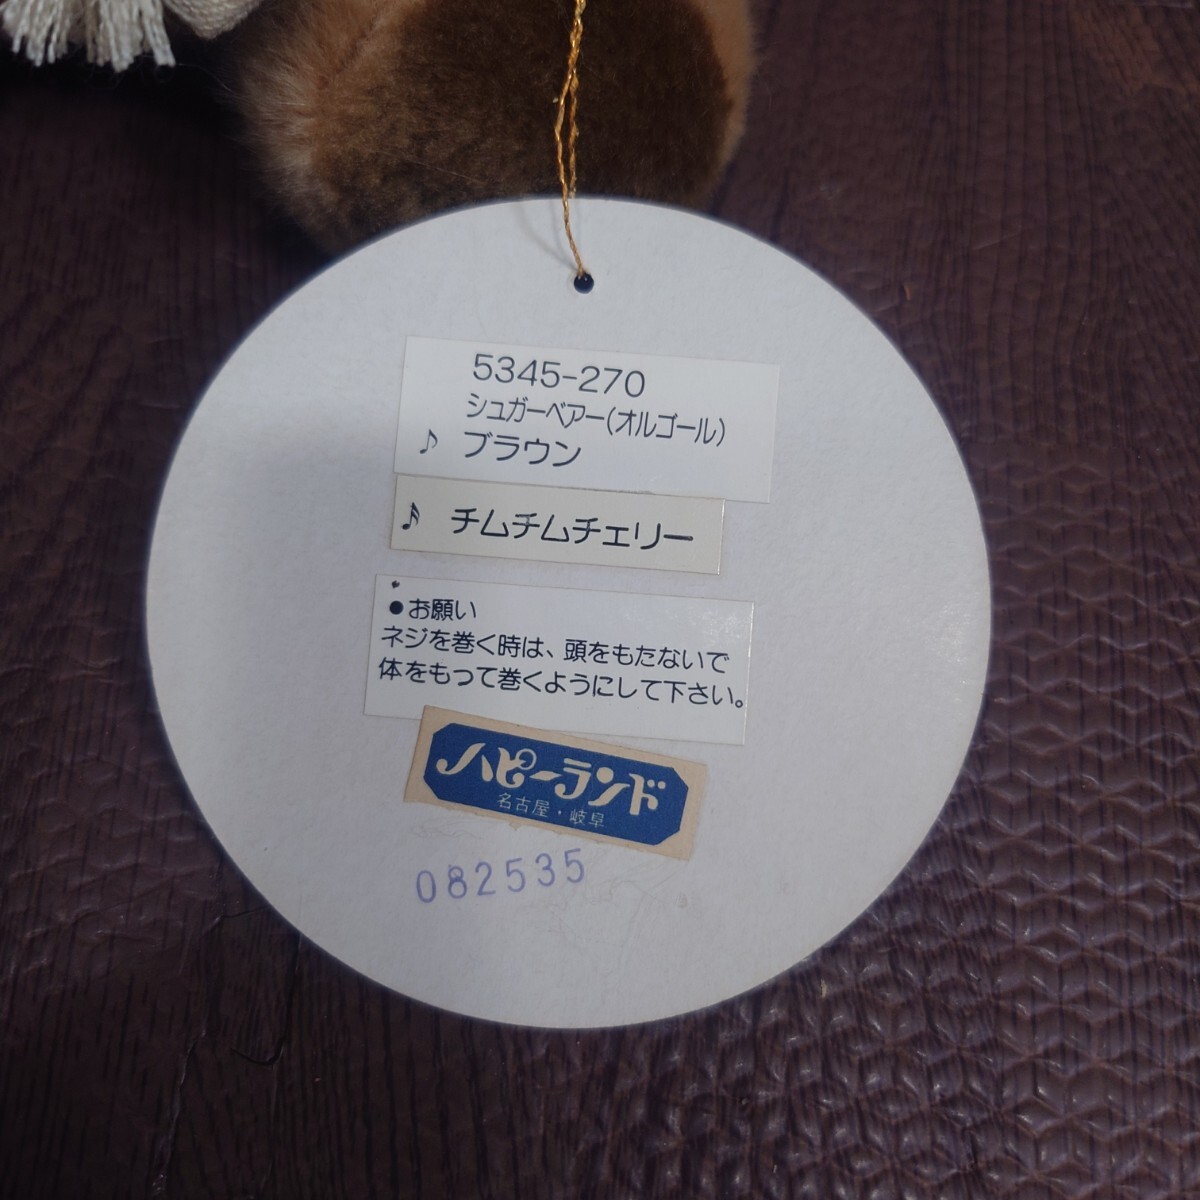 5345-270
シュガーベアー(オルゴール)
♪ ブラウン
♬ チムチムチェリー
●お願い
ネジを巻く時は、頭をもたないで
体をもって巻くようにして下さい。
ハピーランド
名古屋・岐阜
082535